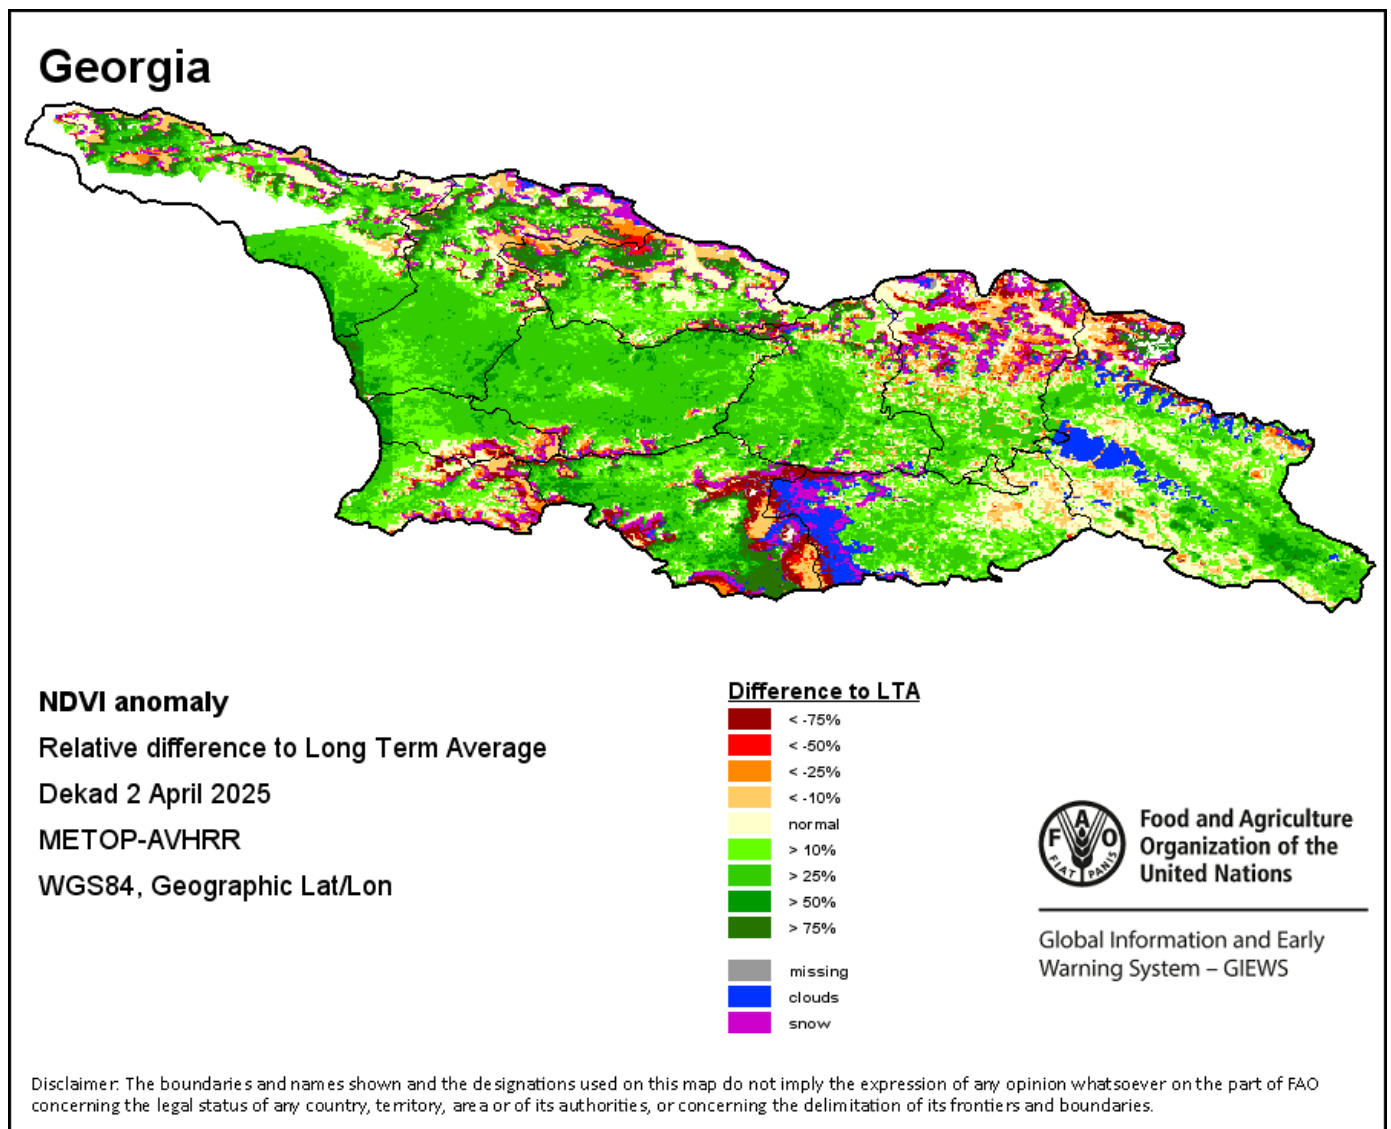 Georgia
NDVI anomaly
Relative difference to Long Term Average
Dekad 2 April 2025
METOP-AVHRR
WGS84, Geographic Lat/Lon
Difference to LTA
< -75%
< -50%
< -25%
< -10%
normal
> 10%
> 25%
> 50%
> 75%
missing
clouds
snow
F A O
FIAT PANIS
Food and Agriculture
Organization of the
United Nations
Global Information and Early
Warning System – GIEWS
Disclaimer: The boundaries and names shown and the designations used on this map do not imply the expression of any opinion whatsoever on the part of FAO
concerning the legal status of any country, territory, area or of its authorities, or concerning the delimitation of its frontiers and boundaries.